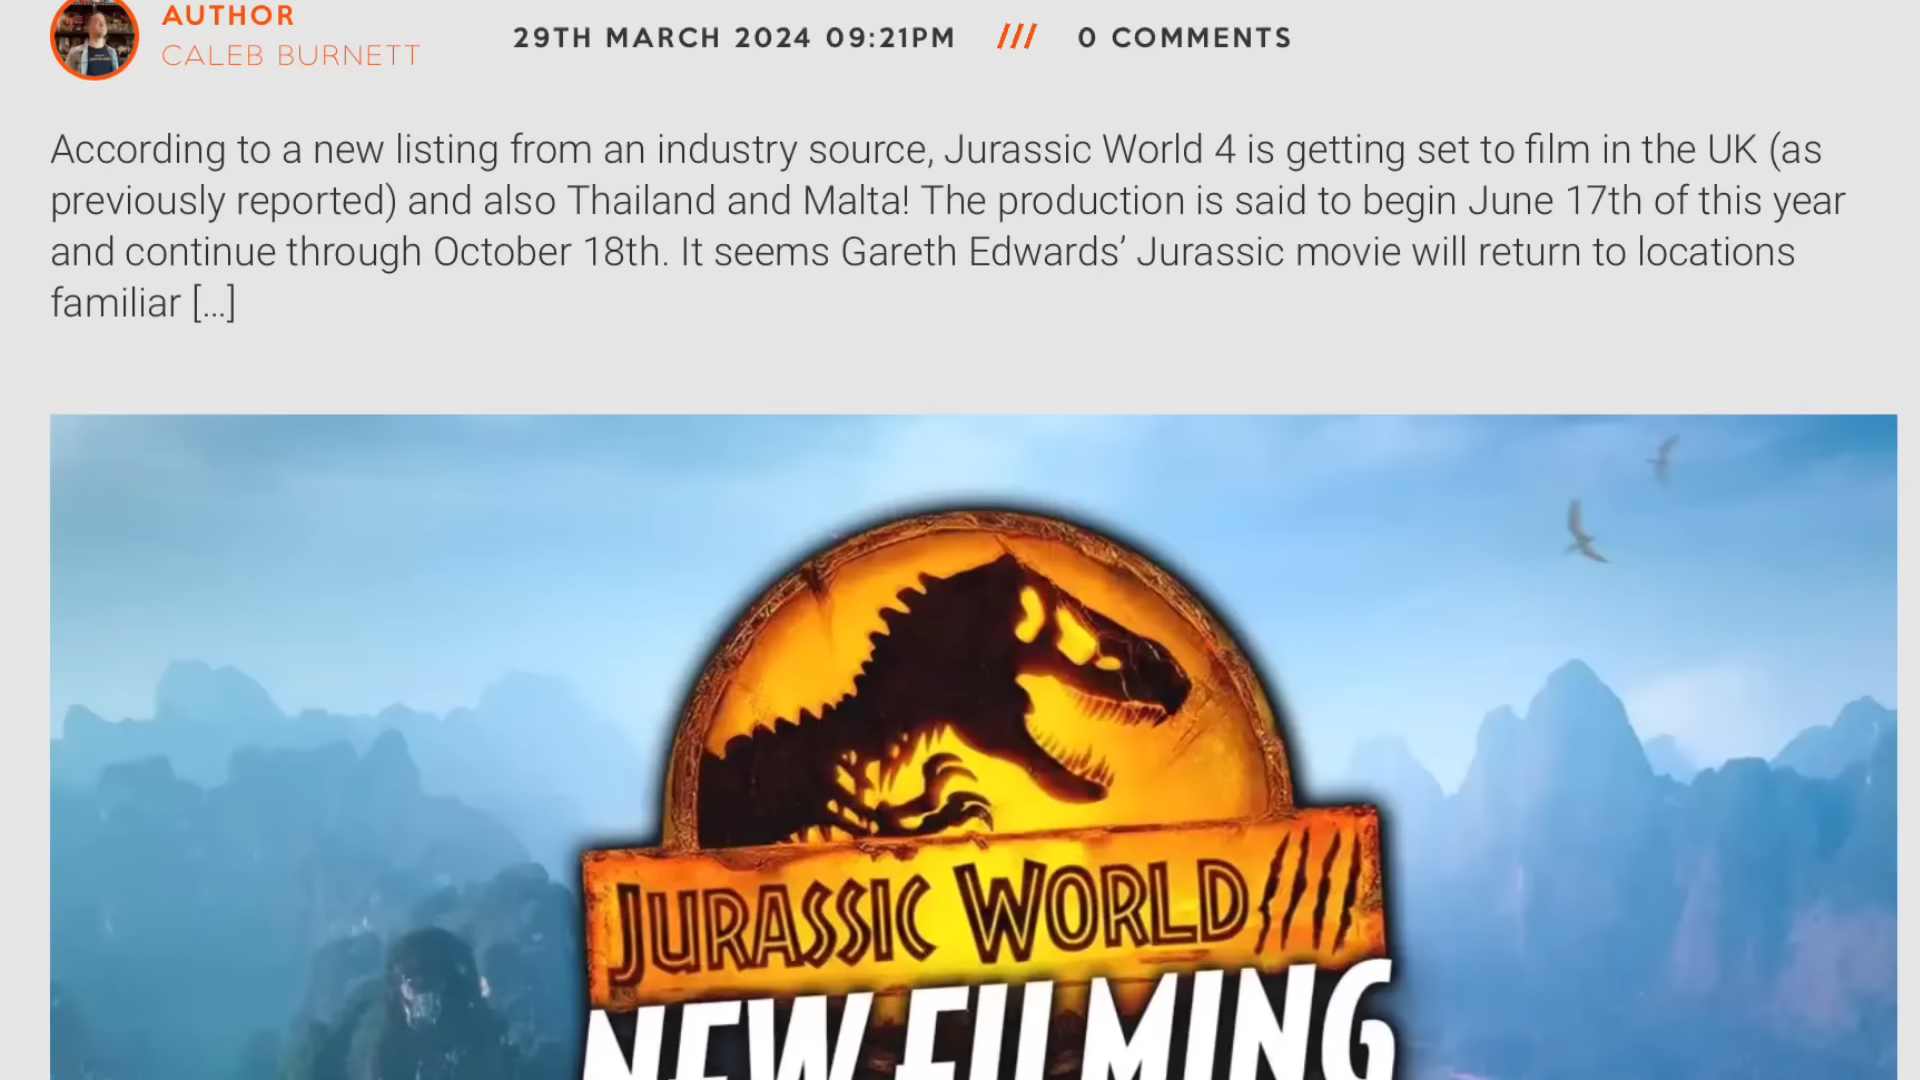 AUTHOR
CALEB BURNETT
29TH MARCH 2024 09:21PM /// 0 COMMENTS
According to a new listing from an industry source, Jurassic World 4 is getting set to film in the UK (as
previously reported) and also Thailand and Malta! The production is said to begin June 17th of this year
and continue through October 18th. It seems Gareth Edwards’ Jurassic movie will return to locations
familiar [...]
JURASSIC WORLD
NEW FILMING